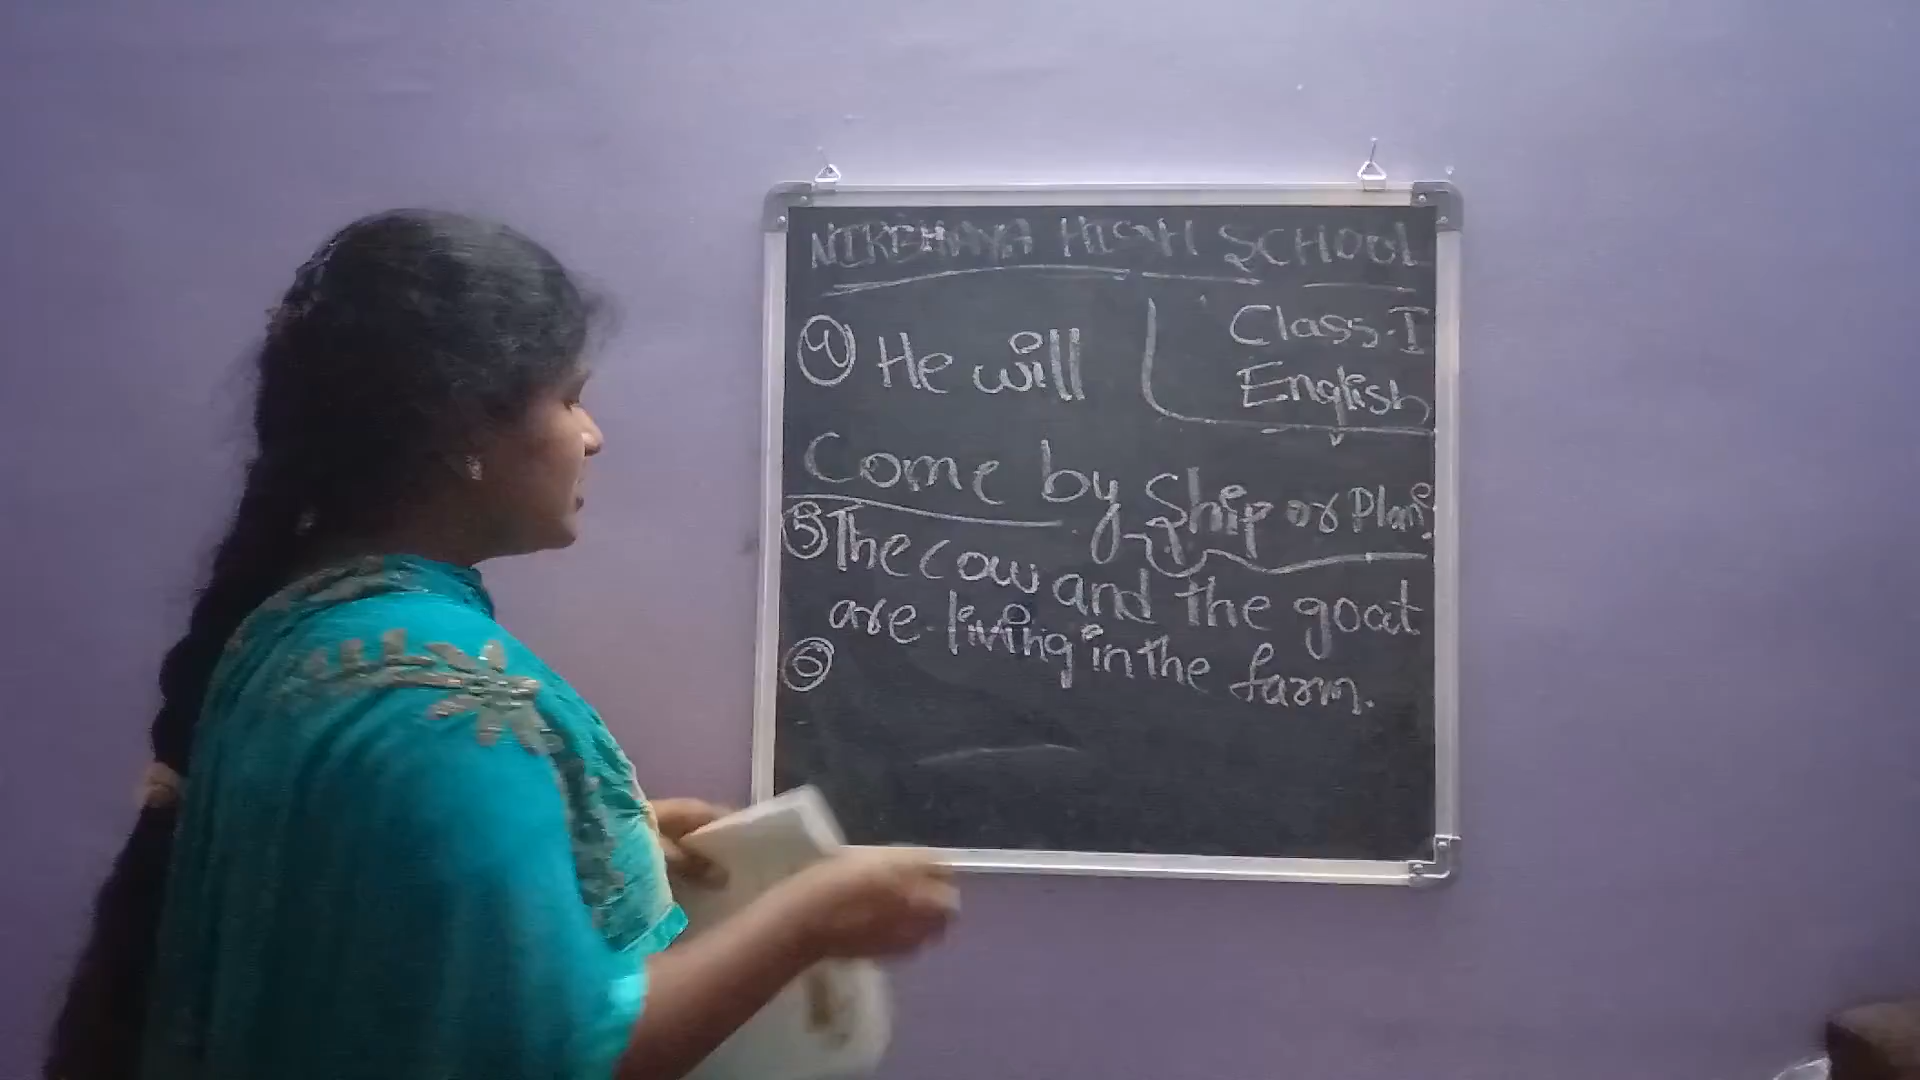 NIRBHAYA HIGH SCHOOL
Class-I
English
④ He will
Come by Ship or Plane
⑤ The cow and the goat
are living in the farm.
⑥